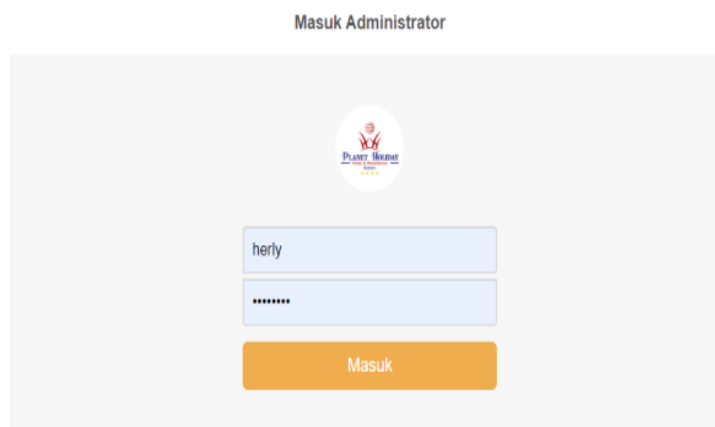 Masuk Administrator
PLANET HOLIDAY
herly
••••••••
Masuk